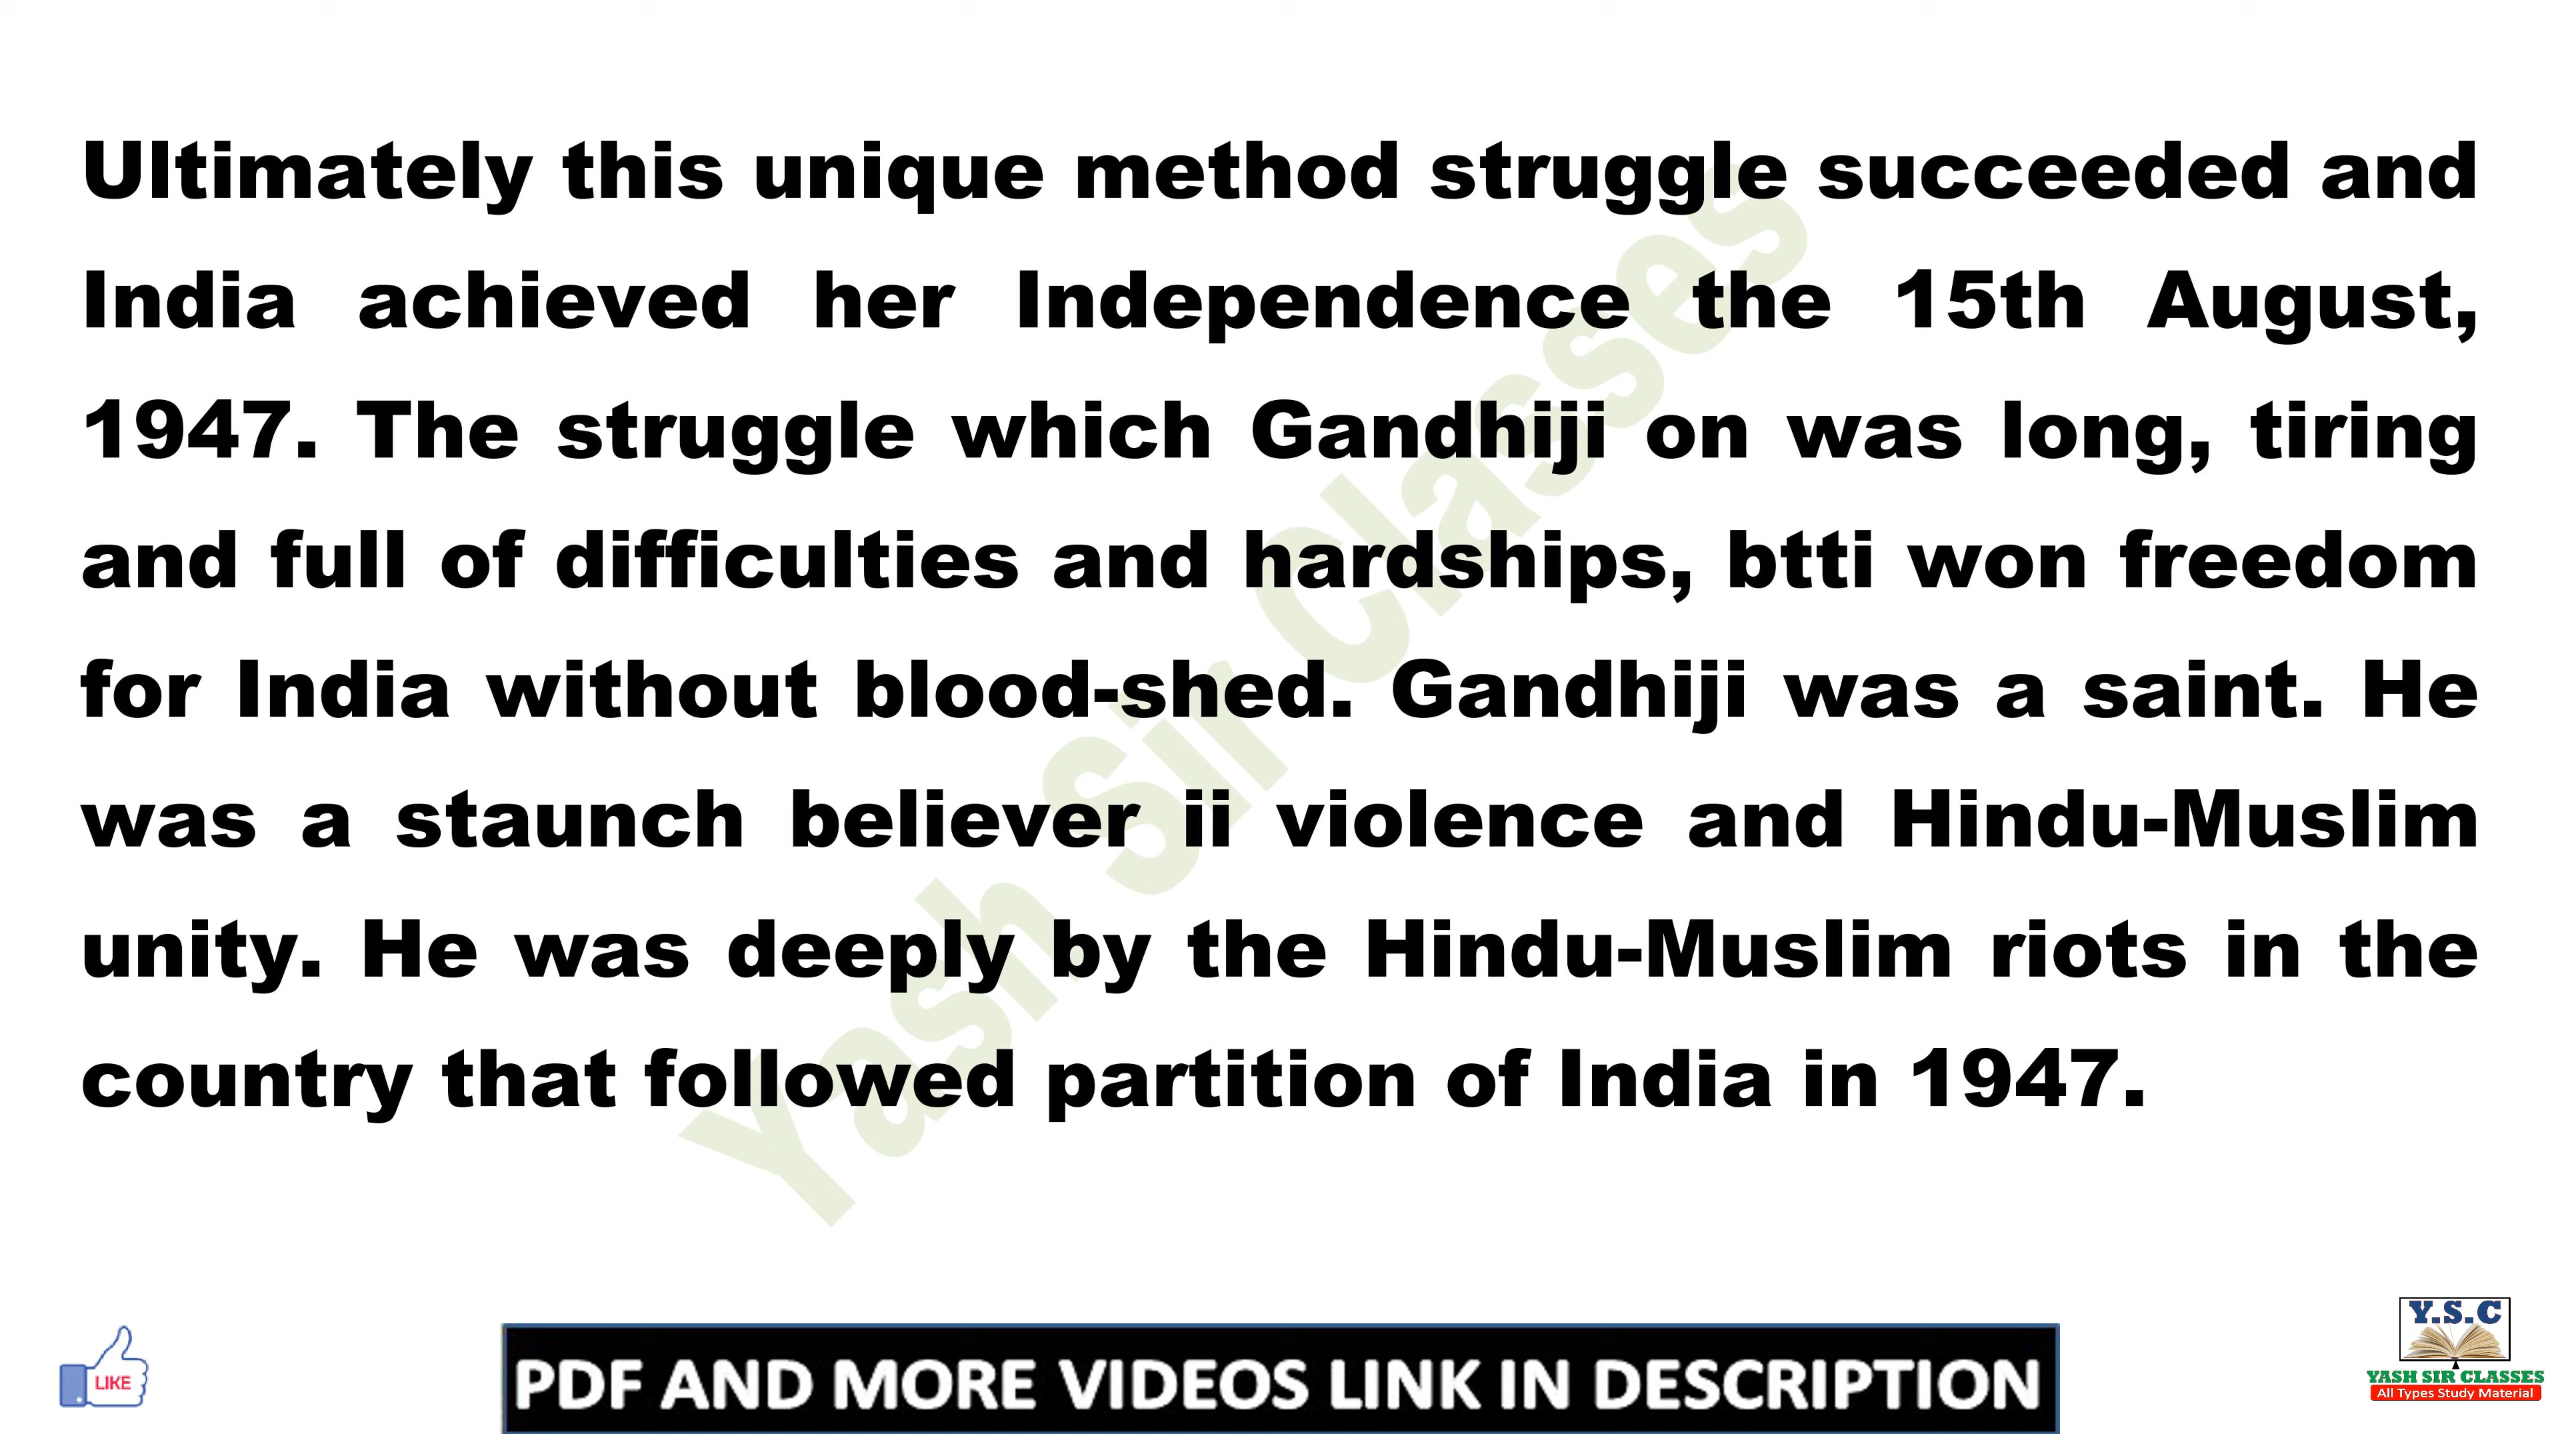 Ultimately this unique method struggle succeeded and
India achieved her Independence the 15th August,
1947. The struggle which Gandhiji on was long, tiring
and full of difficulties and hardships, btti won freedom
for India without blood-shed. Gandhiji was a saint. He
was a staunch believer ii violence and Hindu-Muslim
unity. He was deeply by the Hindu-Muslim riots in the
country that followed partition of India in 1947.
Yash Sir Classes
LIKE
PDF AND MORE VIDEOS LINK IN DESCRIPTION
Y.S.C
YASH SIR CLASSES
All Types Study Material